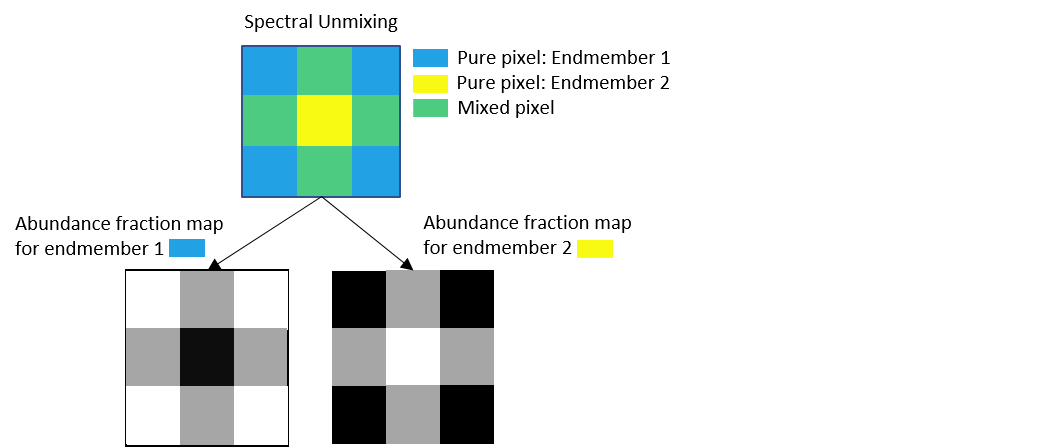 Spectral Unmixing
Pure pixel: Endmember 1
Pure pixel: Endmember 2
Mixed pixel
Abundance fraction map
for endmember 1
Abundance fraction map
for endmember 2